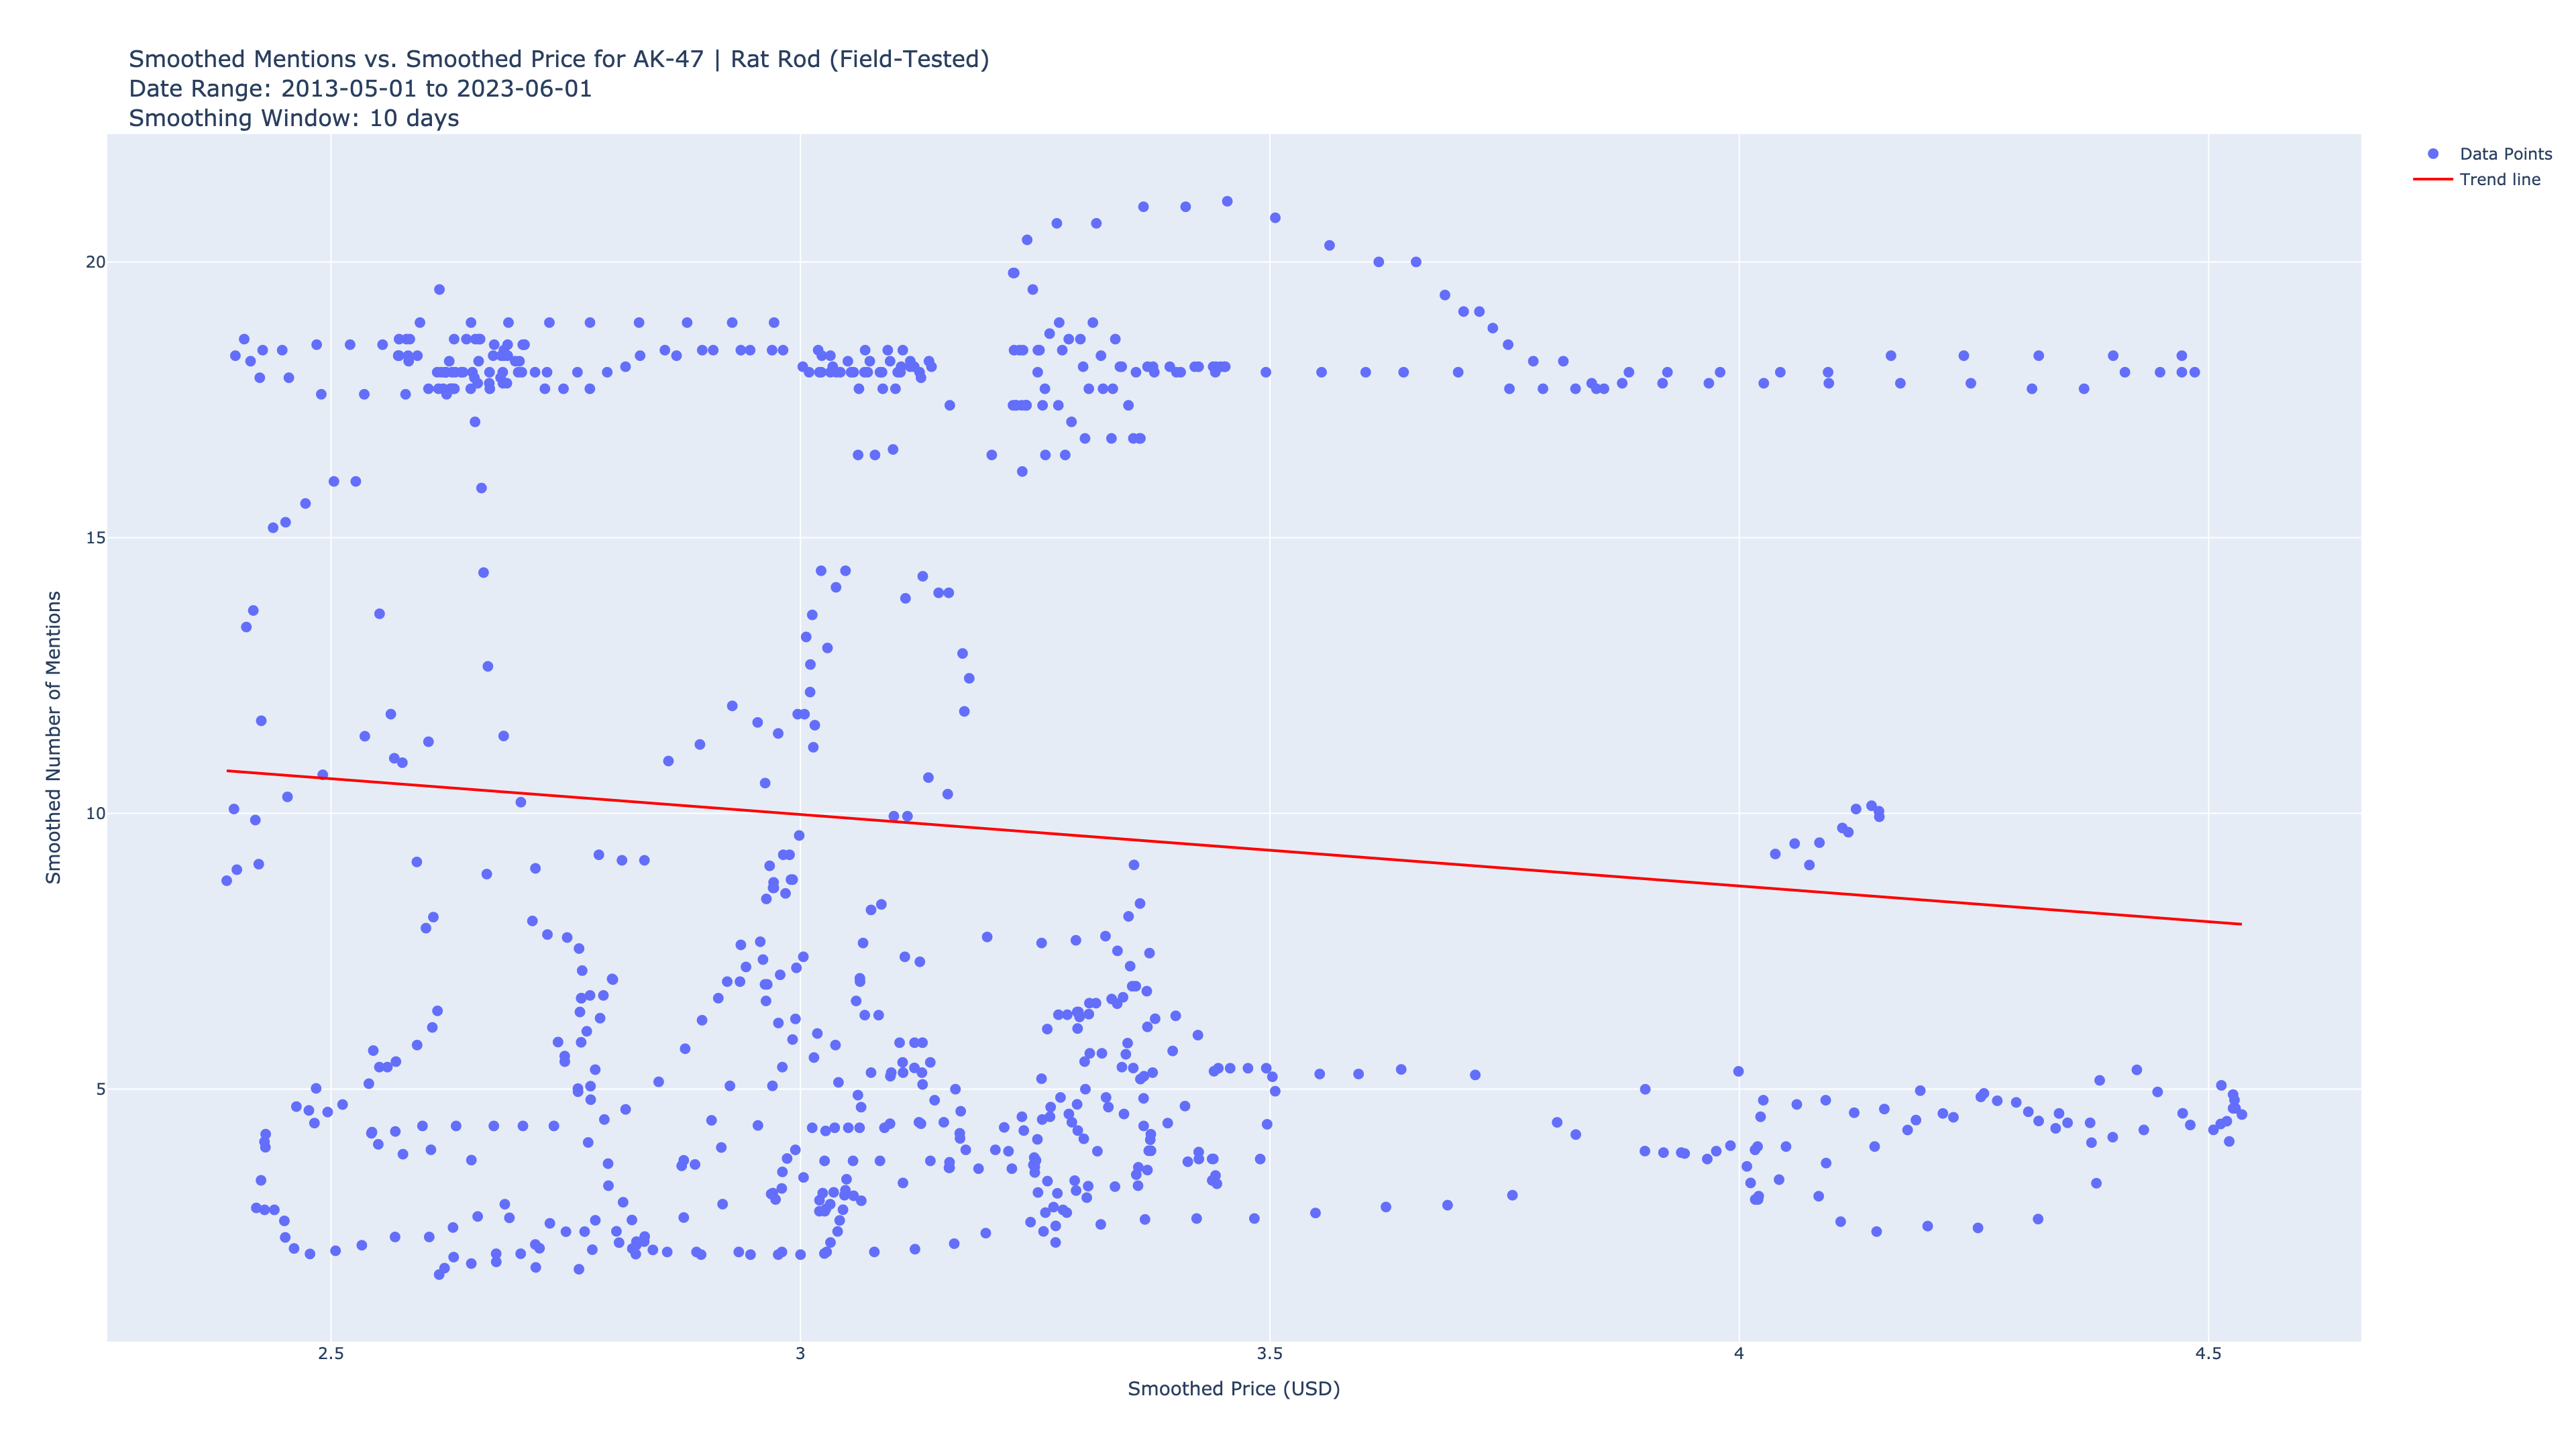 Smoothed Mentions vs. Smoothed Price for AK-47 | Rat Rod (Field-Tested)
Date Range: 2013-05-01 to 2023-06-01
Smoothing Window: 10 days
Data Points
Trend line
20
15
10
5
Smoothed Number of Mentions
2.5
3
3.5
4
4.5
Smoothed Price (USD)